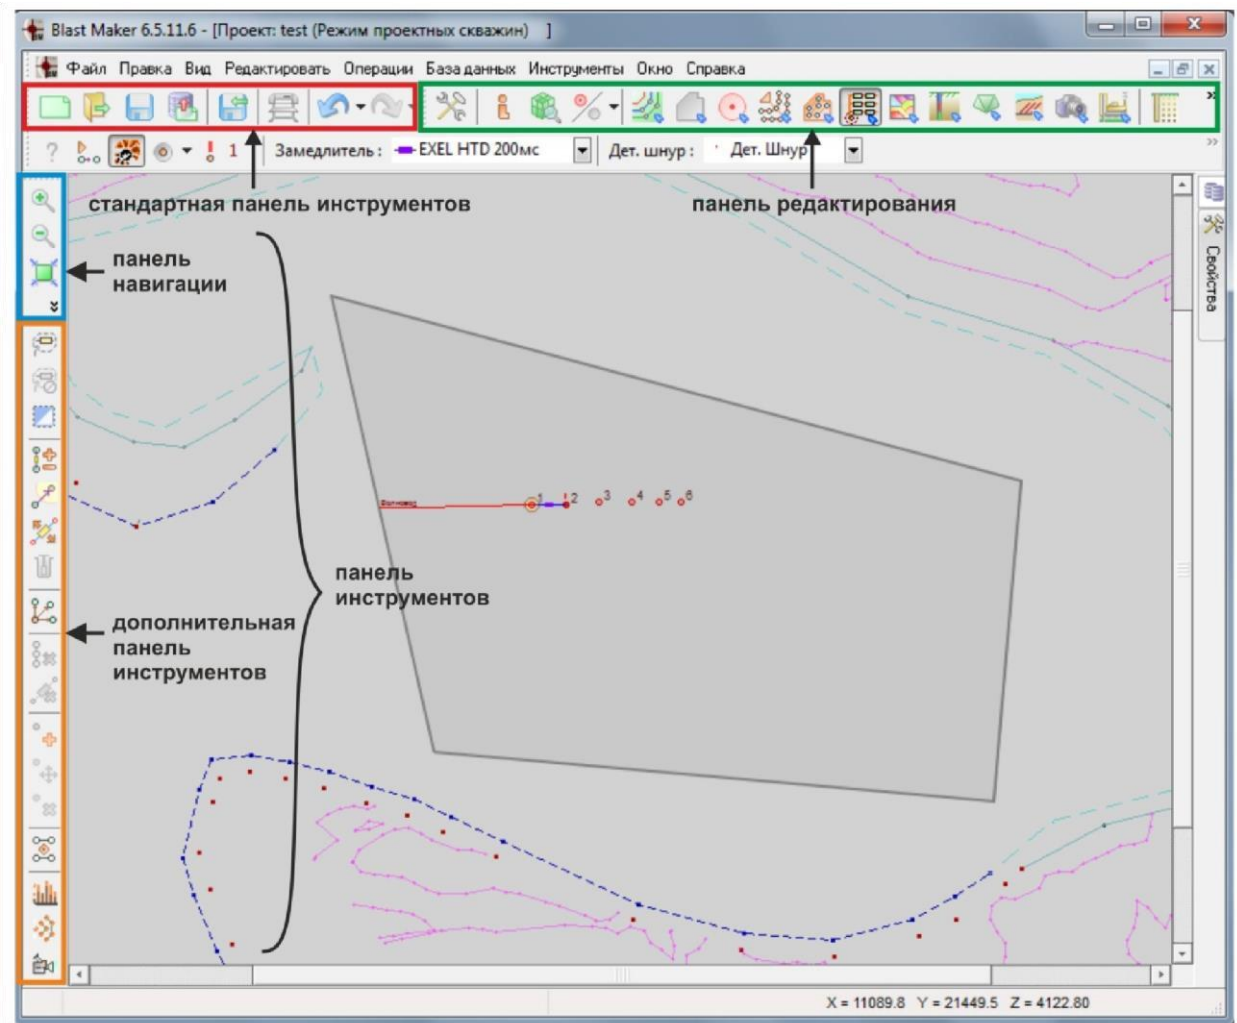 Blast Maker 6.5.11.6 - [Проект: test (Режим проектных скважин) ]
Файл Правка Вид Редактировать Операции База данных Инструменты Окно Справка
? 1 Замедлитель: EXEL HTD 200мс Дет. шнур: Дет. Шнур
стандартная панель инструментов
панель редактирования
панель
навигации
Свойства
1 2 3 4 5 6
панель
инструментов
дополнительная
панель
инструментов
X = 11089.8 Y = 21449.5 Z = 4122.80